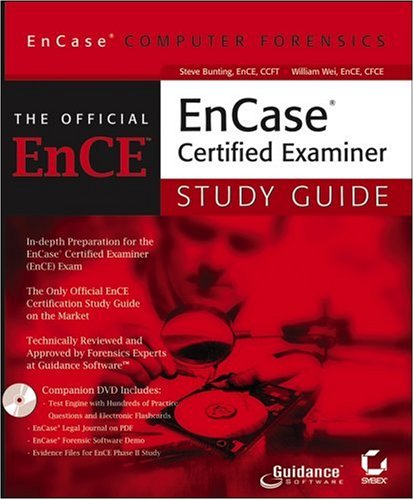 EnCase® COMPUTER FORENSICS
Steve Bunting, EnCE, CCFT • William Wei, EnCE, CFCE
THE OFFICIAL
EnCE™
EnCase®
Certified Examiner
STUDY GUIDE
In-depth Preparation for the
EnCase® Certified Examiner
(EnCE) Exam
The Only Official EnCE
Certification Study Guide
on the Market
Technically Reviewed and
Approved by Forensics Experts
at Guidance Software™
Companion DVD Includes:
• Test Engine with Hundreds of Practice
Questions and Electronic Flashcards
• EnCase® Legal Journal on PDF
• EnCase® Forensic Software Demo
• Evidence Files for EnCE Phase II Study
Guidance™
SOFTWARE
SYBEX®